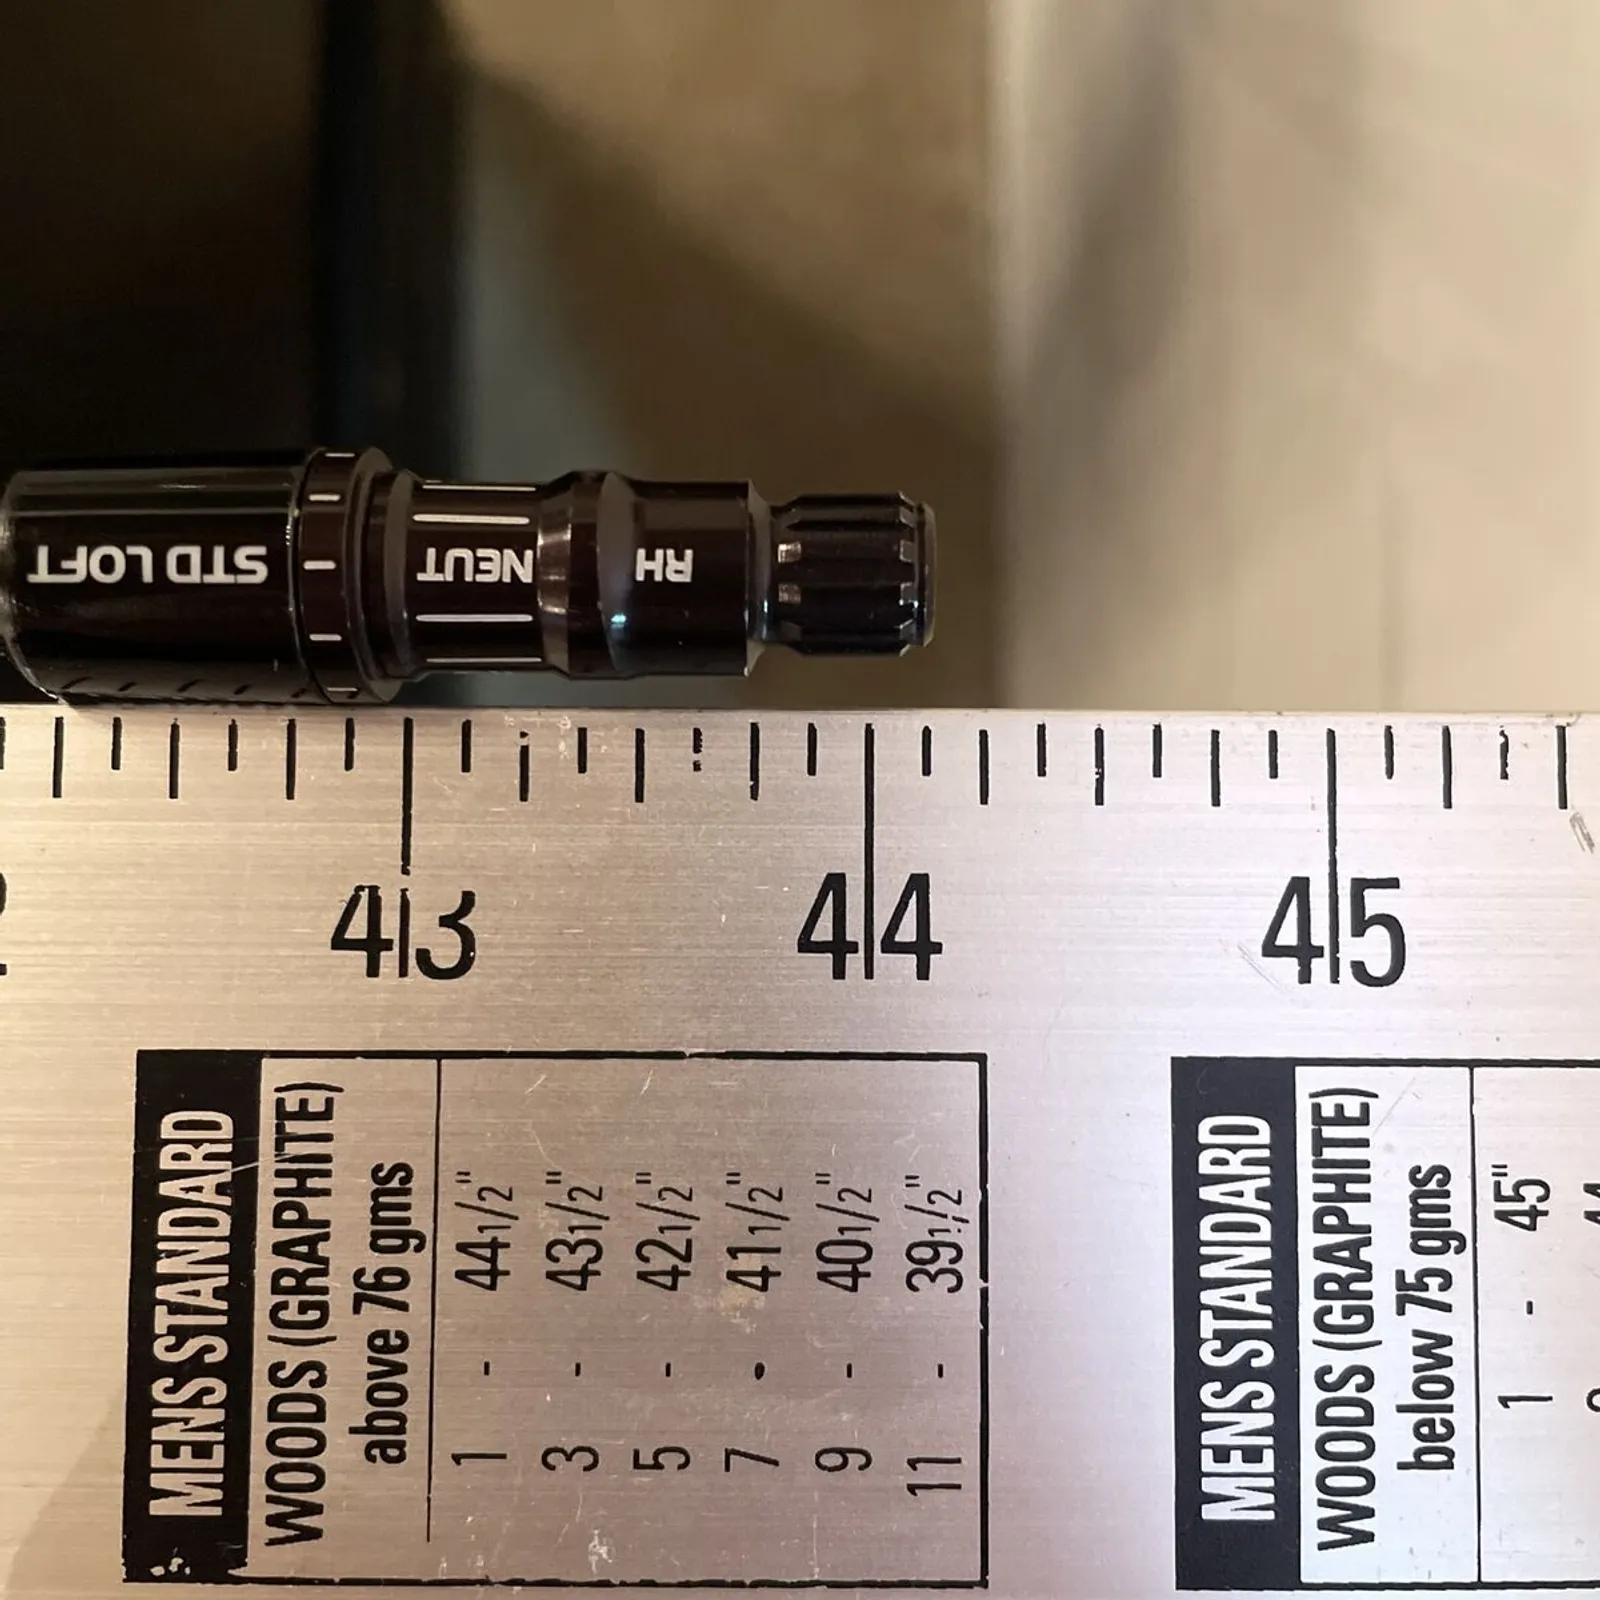 STD LOFT
NEUT
RH
43
44
45
MENS STANDARD
WOODS (GRAPHITE)
above 76 gms
1 - 44 1/2"
3 - 43 1/2"
5 - 42 1/2"
7 - 41 1/2"
9 - 40 1/2"
11 - 39 1/2"
MENS STANDARD
WOODS (GRAPHITE)
below 75 gms
1 - 45"